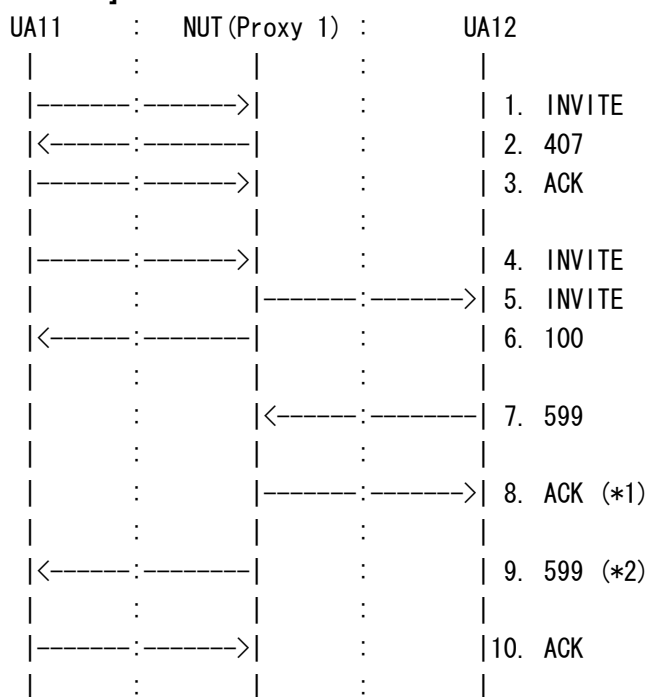 ]
UA11 : NUT(Proxy 1) : UA12
| : | : |
|------:------->| : | 1. INVITE
|<------:-------| : | 2. 407
|------:------->| : | 3. ACK
| : | : |
|------:------->| : | 4. INVITE
| : |------:------->| 5. INVITE
|<------:-------| : | 6. 100
| : | : |
| : |<------:-------| 7. 599
| : | : |
| : |------:------->| 8. ACK (*1)
| : | : |
|<------:-------| : | 9. 599 (*2)
| : | : |
|------:------->| : |10. ACK
| : | : |